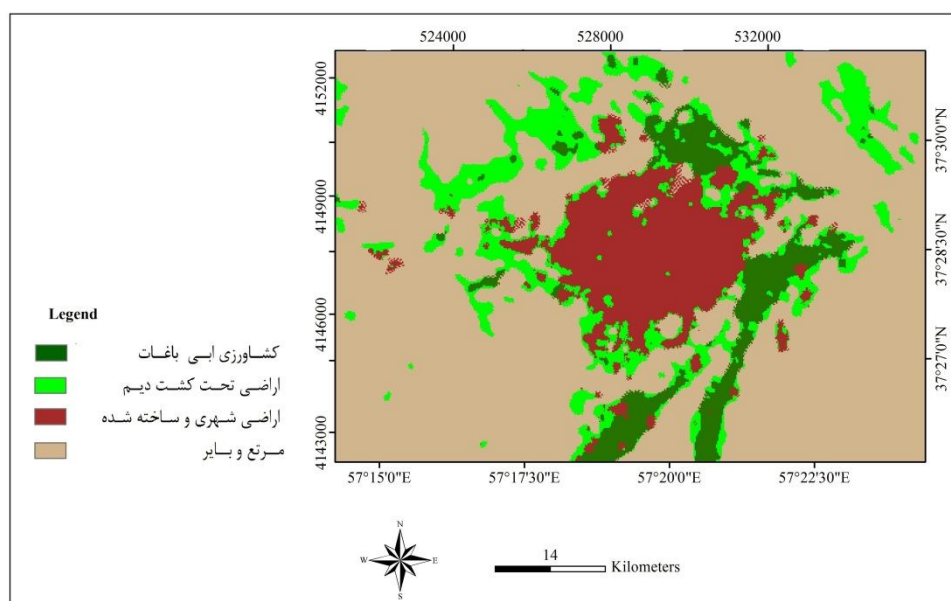 524000 528000 532000
4152000
4149000
4146000
4143000
37°30'0"N
37°28'30"N
37°27'0"N
57°15'0"E 57°17'30"E 57°20'0"E 57°22'30"E
Legend
کشاورزی ابی باغات
اراضی تحت کشت دیم
اراضی شهری و ساخته شده
مرتع و بایر
N
W E
S
14
Kilometers